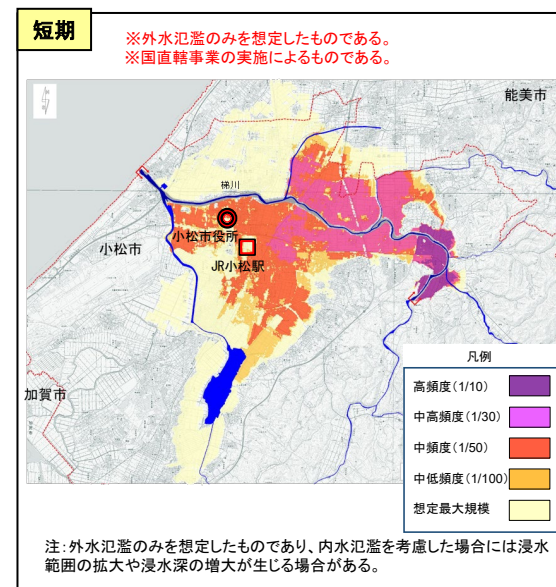 短期
※外水氾濫のみを想定したものである。
※国直轄事業の実施によるものである。
能美市
梯川
小松市役所
小松市
JR小松駅
加賀市
凡例
高頻度(1/10)
中高頻度(1/30)
中頻度(1/50)
中低頻度(1/100)
想定最大規模
注:外水氾濫のみを想定したものであり、内水氾濫を考慮した場合には浸水
範囲の拡大や浸水深の増大が生じる場合がある。